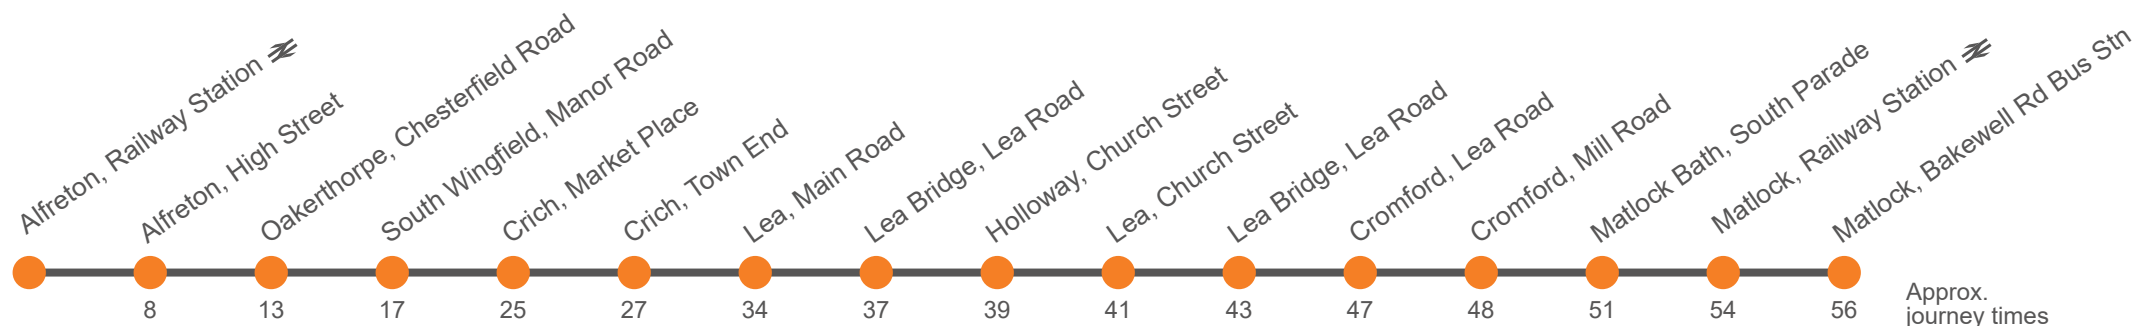 Alfreton, Railway Station
Alfreton, High Street
Oakerthorpe, Chesterfield Road
South Wingfield, Manor Road
Crich, Market Place
Crich, Town End
Lea, Main Road
Lea Bridge, Lea Road
Holloway, Church Street
Lea, Church Street
Lea Bridge, Lea Road
Cromford, Lea Road
Cromford, Mill Road
Matlock Bath, South Parade
Matlock, Railway Station
Matlock, Bakewell Rd Bus Stn
8 13 17 25 27 34 37 39 41 43 47 48 51 54 56
Approx.
journey times